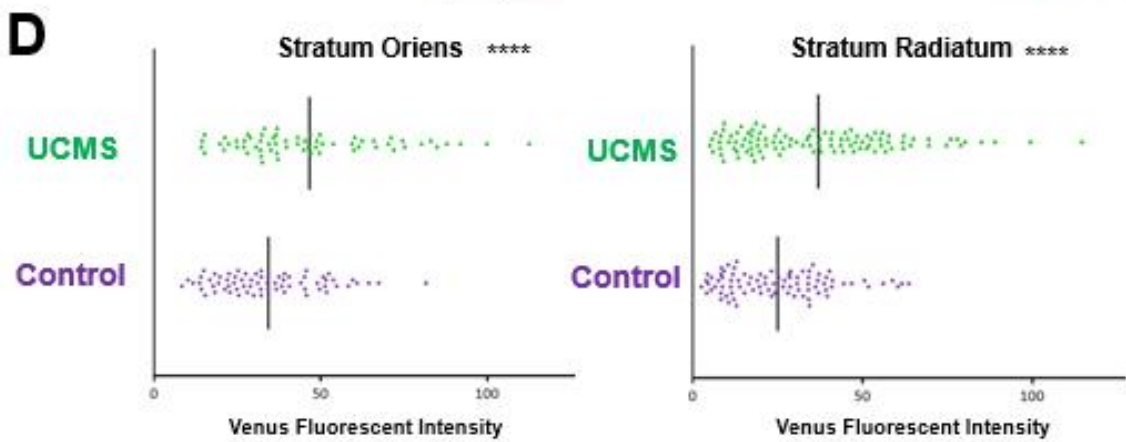 D
Stratum Oriens ****
UCMS
Control
0 50 100
Venus Fluorescent Intensity
Stratum Radiatum ****
UCMS
Control
0 50 100
Venus Fluorescent Intensity